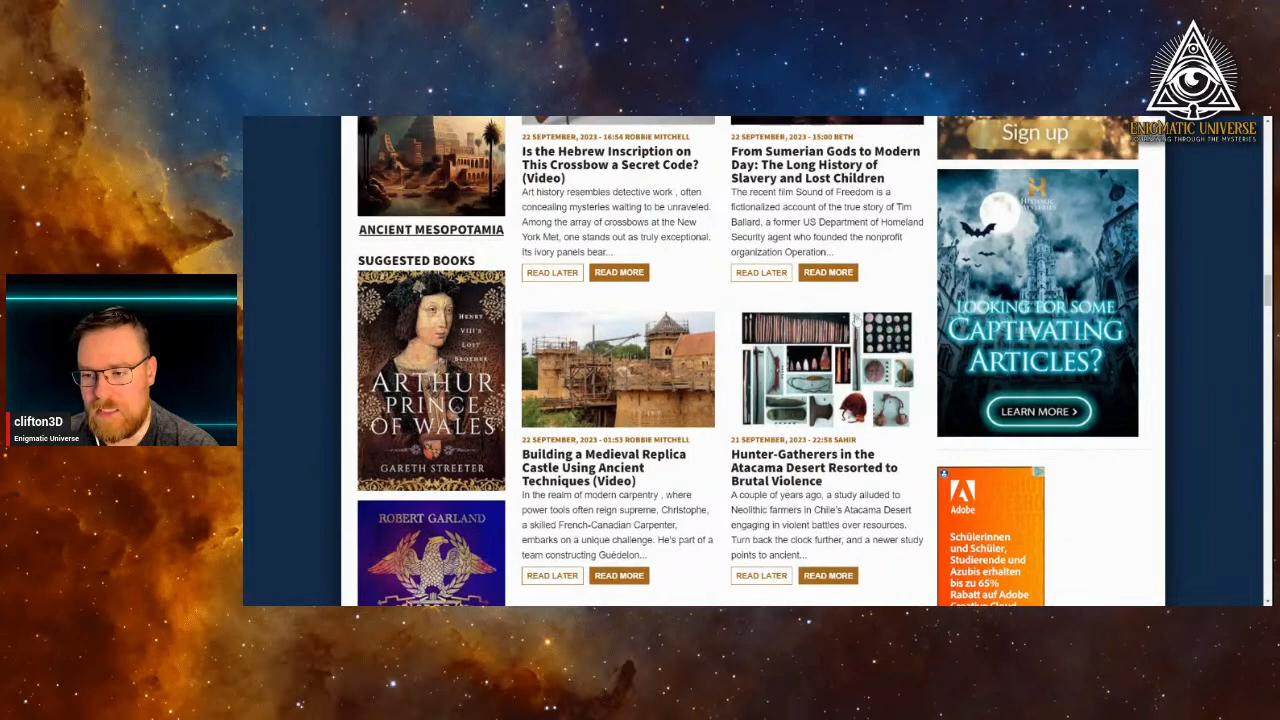 ENIGMATIC UNIVERSE
JOURNEYING THROUGH THE MYSTERIES
clifton3D
Enigmatic Universe
ANCIENT MESOPOTAMIA
SUGGESTED BOOKS
HENRY
VIII's
LOST
BROTHER
ARTHUR
PRINCE
OF WALES
GARETH STREETER
ROBERT GARLAND
22 SEPTEMBER, 2023 - 16:54 ROBBIE MITCHELL
Is the Hebrew Inscription on
This Crossbow a Secret Code?
(Video)
Art history resembles detective work , often
concealing mysteries waiting to be unraveled.
Among the array of crossbows at the New
York Met, one stands out as truly exceptional.
Its ivory panels bear...
READ LATER
READ MORE
22 SEPTEMBER, 2023 - 15:00 BETH
From Sumerian Gods to Modern
Day: The Long History of
Slavery and Lost Children
The recent film Sound of Freedom is a
fictionalized account of the true story of Tim
Ballard, a former US Department of Homeland
Security agent who founded the nonprofit
organization Operation...
READ LATER
READ MORE
22 SEPTEMBER, 2023 - 01:53 ROBBIE MITCHELL
Building a Medieval Replica
Castle Using Ancient
Techniques (Video)
In the realm of modern carpentry , where
power tools often reign supreme, Christophe,
a skilled French-Canadian Carpenter,
embarks on a unique challenge. He's part of a
team constructing Guédelon...
READ LATER
READ MORE
21 SEPTEMBER, 2023 - 22:58 SAHIR
Hunter-Gatherers in the
Atacama Desert Resorted to
Brutal Violence
A couple of years ago, a study alluded to
Neolithic farmers in Chile's Atacama Desert
engaging in violent battles over resources.
Turn back the clock further, and a newer study
points to ancient...
READ LATER
READ MORE
Sign up
HISTORIC
MYSTERIES
LOOKING FOR SOME
CAPTIVATING
ARTICLES?
LEARN MORE >
Adobe
Schülerinnen
und Schüler,
Studierende und
Azubis erhalten
bis zu 65%
Rabatt auf Adobe
Creative Cloud